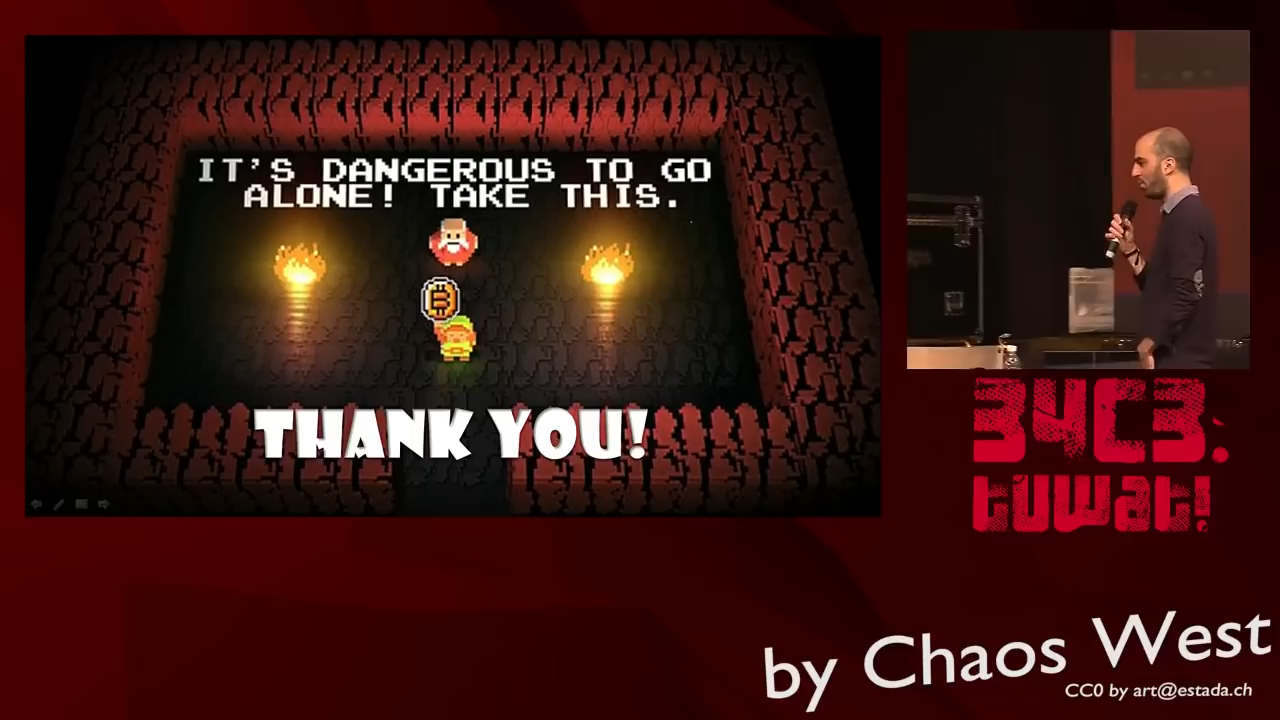 IT'S DANGEROUS TO GO
ALONE! TAKE THIS.
THANK YOU!
34C3:
tuwat!
by Chaos West
CC0 by art@estada.ch